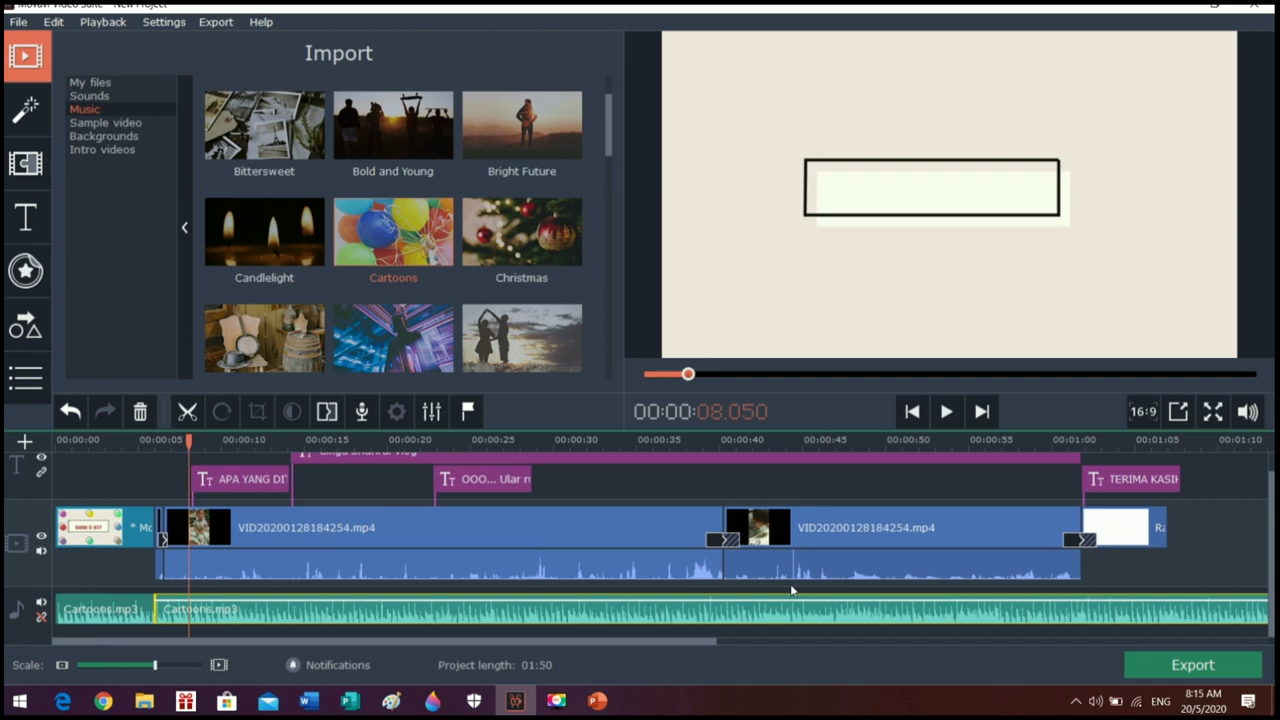 Movavi Video Suite - New Project
File Edit Playback Settings Export Help
Import
My files
Sounds
Music
Sample video
Backgrounds
Intro videos
Bittersweet Bold and Young Bright Future
Candlelight Cartoons Christmas
00:00:08.050
16:9
00:00:00 00:00:05 00:00:10 00:00:15 00:00:20 00:00:25 00:00:30 00:00:35 00:00:40 00:00:45 00:00:50 00:00:55 00:01:00 00:01:05 00:01:10
APA YANG DI OOO... Ular r TERIMA KASI
VID20200128184254.mp4 VID20200128184254.mp4
Cartoons.mp3 Cartoons.mp3
Scale: Notifications Project length: 01:50 Export
ENG 8:15 AM
20/5/2020